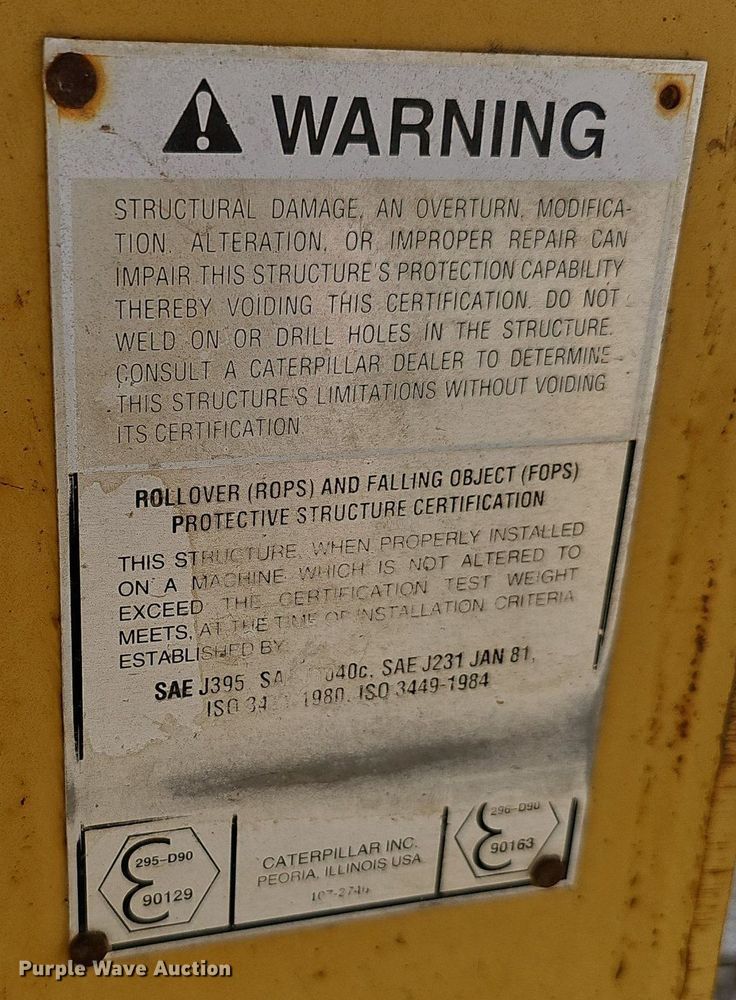 WARNING
STRUCTURAL DAMAGE, AN OVERTURN, MODIFICA-
TION, ALTERATION, OR IMPROPER REPAIR CAN
IMPAIR THIS STRUCTURE'S PROTECTION CAPABILITY
THEREBY VOIDING THIS CERTIFICATION. DO NOT
WELD ON OR DRILL HOLES IN THE STRUCTURE.
CONSULT A CATERPILLAR DEALER TO DETERMINE
THIS STRUCTURE'S LIMITATIONS WITHOUT VOIDING
ITS CERTIFICATION
ROLLOVER (ROPS) AND FALLING OBJECT (FOPS)
PROTECTIVE STRUCTURE CERTIFICATION
THIS STRUCTURE, WHEN PROPERLY INSTALLED
ON A MACHINE WHICH IS NOT ALTERED TO
EXCEED THE CERTIFICATION TEST WEIGHT
MEETS, AT THE TIME OF INSTALLATION CRITERIA
ESTABLISHED BY
SAE J395 SAE SAE J231 JAN 81,
ISO 1980, ISO 3449-1984
295-D90
90129
CATERPILLAR INC.
PEORIA, ILLINOIS USA
296-D90
90163
Purple Wave Auction